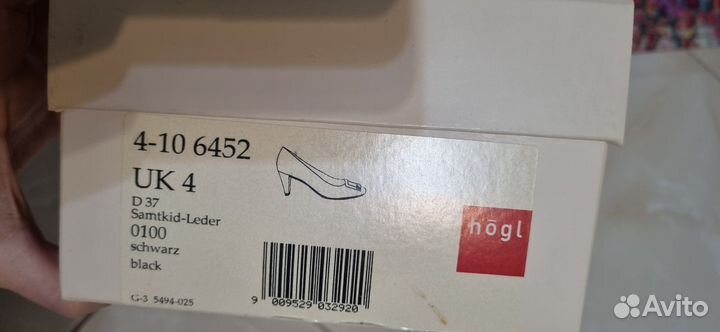 4-10 6452
UK 4
D 37
Samtkid-Leder
0100
schwarz
black
G-3 5494-025
9 009529 032920
högl
Avito